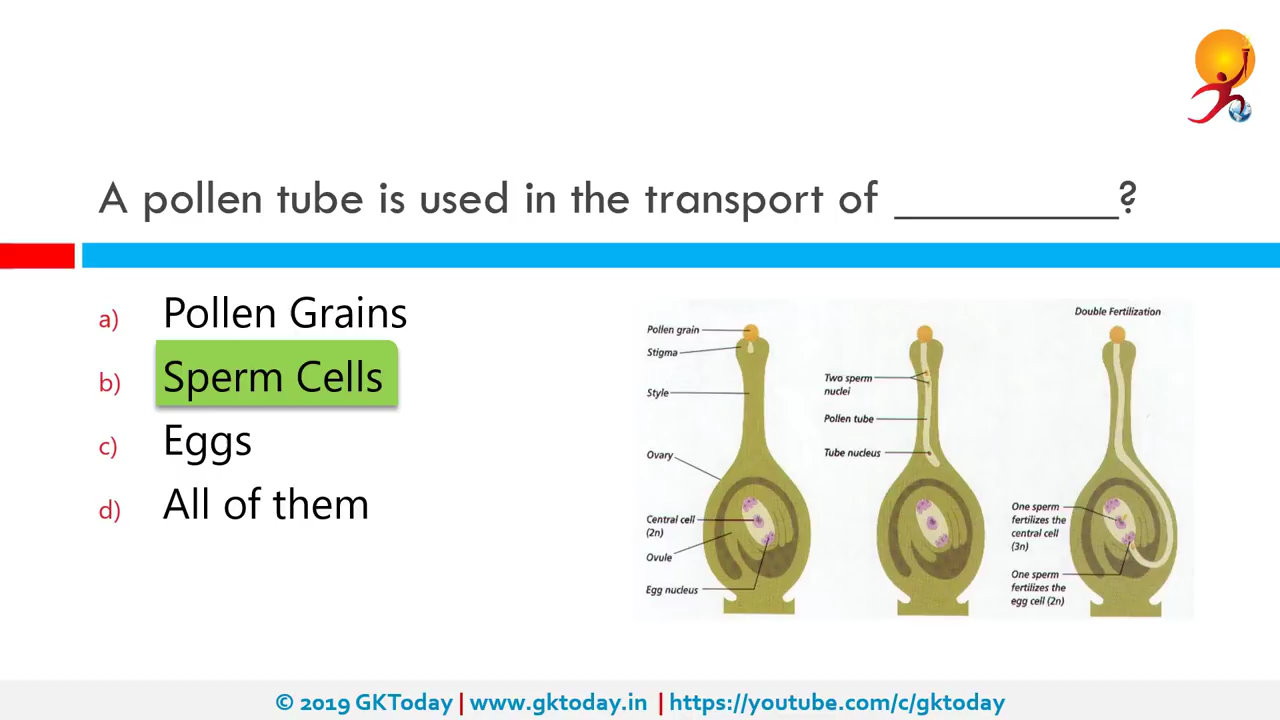 A pollen tube is used in the transport of __________?
a) Pollen Grains
b) Sperm Cells
c) Eggs
d) All of them
Double Fertilization
Pollen grain
Stigma
Style
Ovary
Central cell
(2n)
Ovule
Egg nucleus
Two sperm
nuclei
Pollen tube
Tube nucleus
One sperm
fertilizes the
central cell
(3n)
One sperm
fertilizes the
egg cell (2n)
© 2019 GKToday | www.gktoday.in | https://youtube.com/c/gktoday